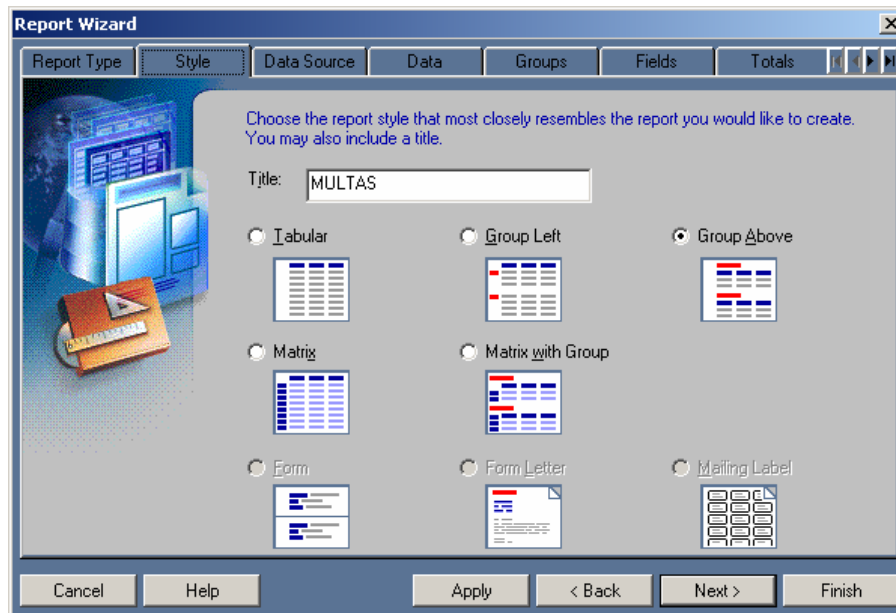 Report Wizard
Report Type Style Data Source Data Groups Fields Totals
Choose the report style that most closely resembles the report you would like to create.
You may also include a title.
Title: MULTAS
Tabular Group Left Group Above
Matrix Matrix with Group
Form Form Letter Mailing Label
Cancel Help Apply < Back Next > Finish